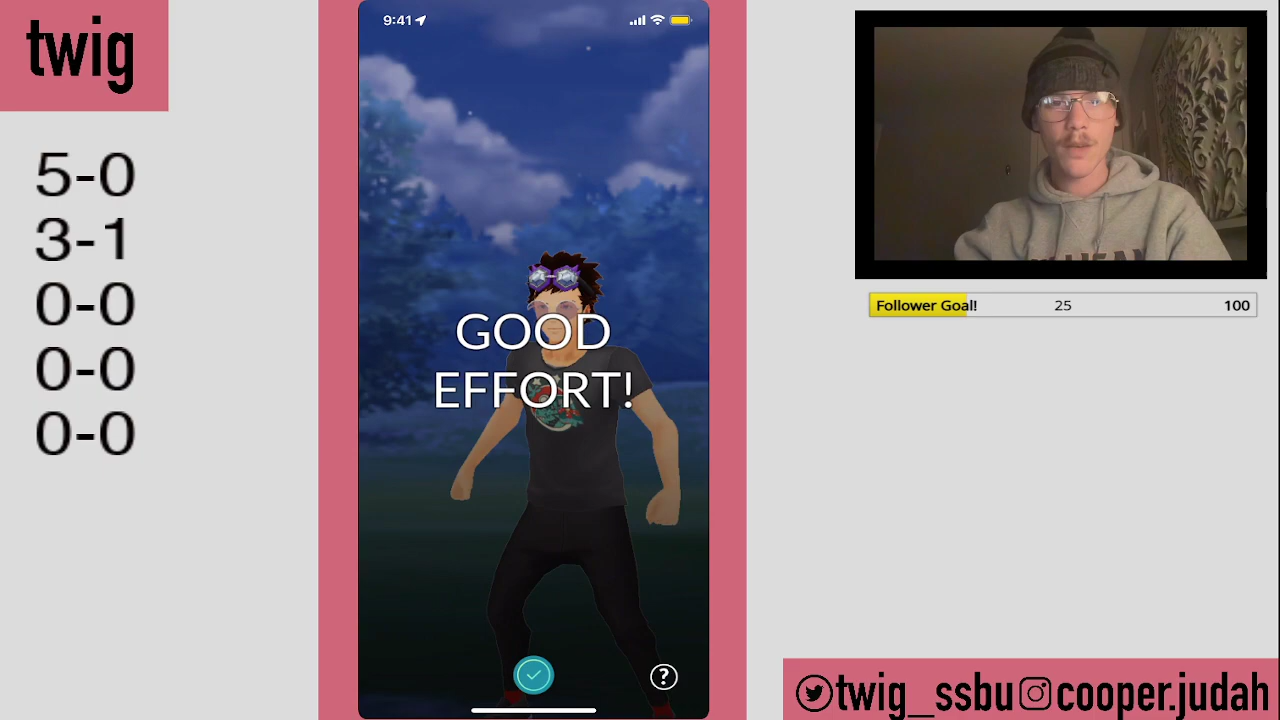 twig
5-0
3-1
0-0
0-0
0-0
9:41
GOOD
EFFORT!
?
Follower Goal! 25 100
twig_ssbu cooper.judah